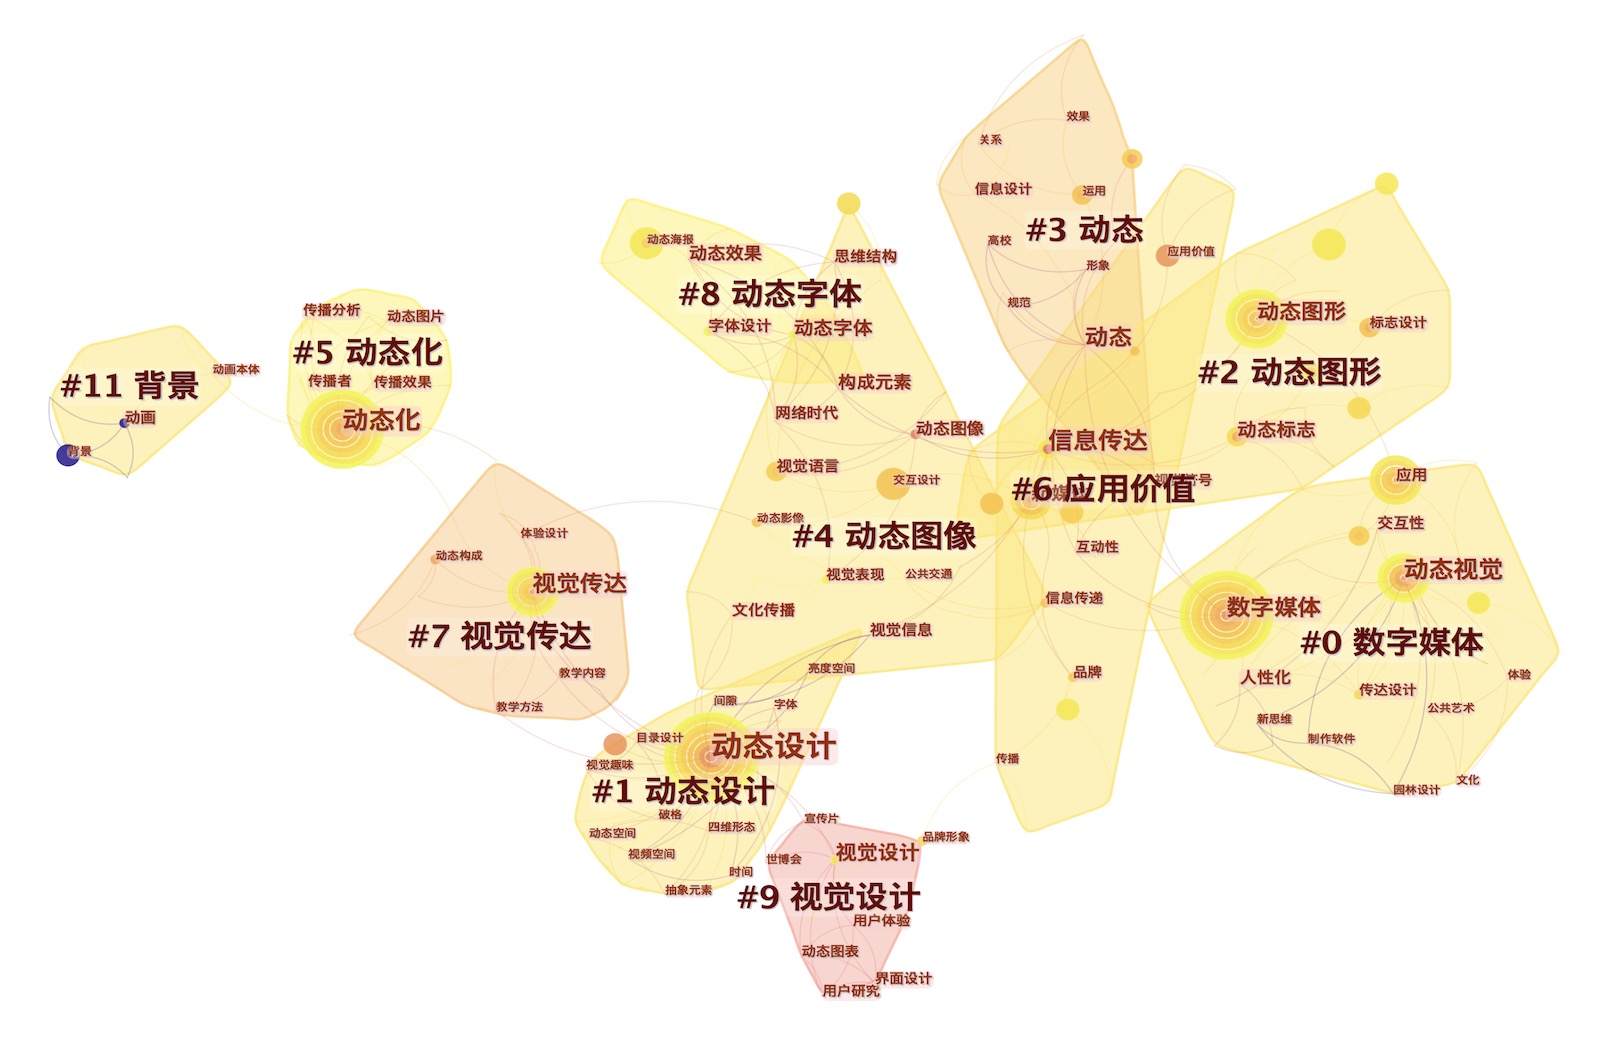 效果
关系
信息设计
运用
#3 动态
高校
形象
规范
动态
应用价值
动态海报
动态效果
思维结构
#8 动态字体
字体设计
动态字体
构成元素
网络时代
动态图像
视觉语言
交互设计
动态影像
#4 动态图像
视觉表现
公共交通
文化传播
视觉信息
动态图形
标志设计
#2 动态图形
动态标志
信息传达
#6 应用价值
互动性
信息传递
品牌
传播
传播分析
动态图片
#5 动态化
传播者
传播效果
动态化
动画本体
#11 背景
动画
背景
体验设计
动态构成
视觉传达
#7 视觉传达
教学内容
教学方法
应用
交互性
动态视觉
数字媒体
#0 数字媒体
人性化
传达设计
体验
公共艺术
新思维
制作软件
园林设计
文化
亮度空间
间隙
字体
目录设计
动态设计
视觉趣味
#1 动态设计
破格
四维形态
动态空间
视频空间
时间
抽象元素
宣传片
品牌形象
世博会
视觉设计
#9 视觉设计
用户体验
动态图表
界面设计
用户研究